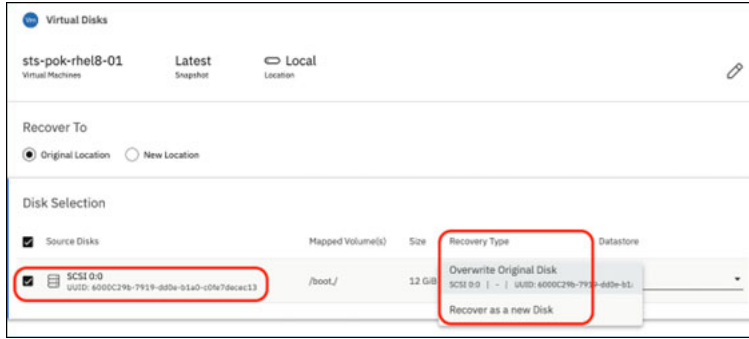 Vm Virtual Disks
sts-pok-rhel8-01 Latest Local
Virtual Machines Snapshot Location
Recover To
Original Location New Location
Disk Selection
Source Disks Mapped Volume(s) Size Recovery Type Datastore
SCSI 0:0 /boot,/ 12 GiB
UUID: 6000C29b-7919-dd0e-b1a0-c0fe7decec13
Overwrite Original Disk
SCSI 0:0 | - | UUID: 6000C29b-7919-dd0e-b1
Recover as a new Disk